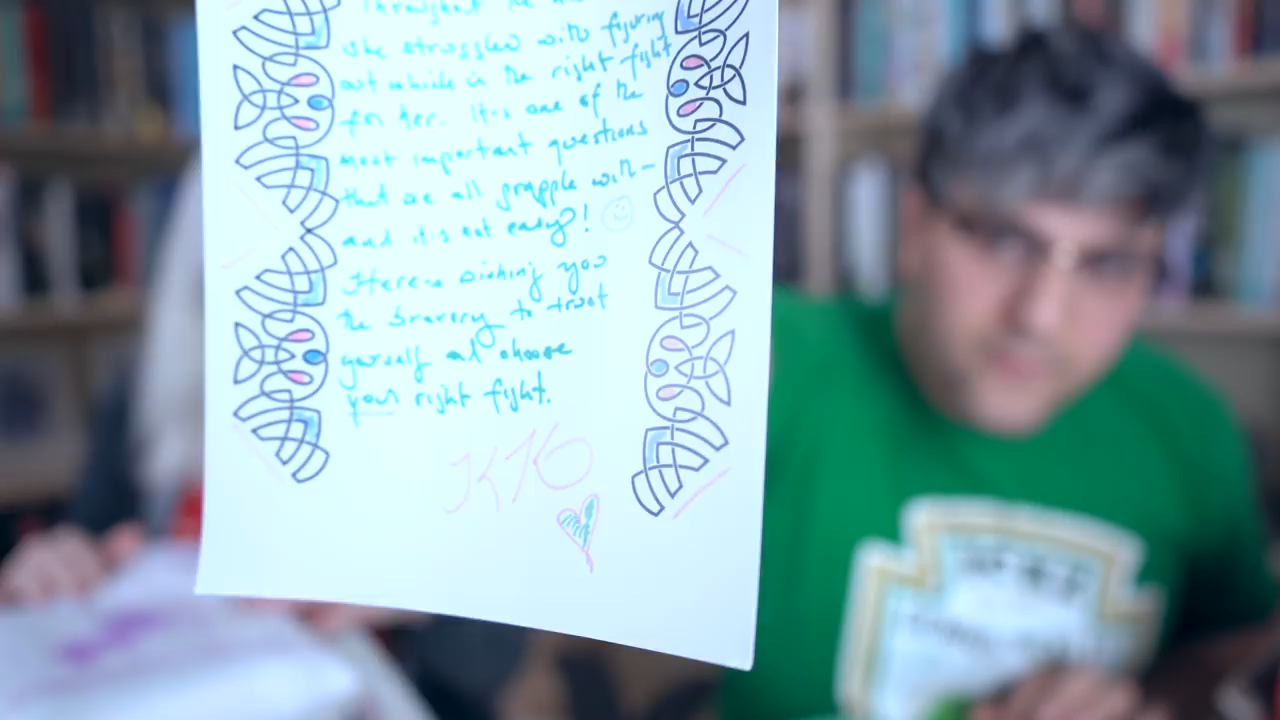 Throughout
she struggled with figuring
out which is the right fight
for her. It's one of the
most important questions
that we all grapple with -
and it's not easy!
Here's wishing you
the bravery to trust
yourself and choose
your right fight.